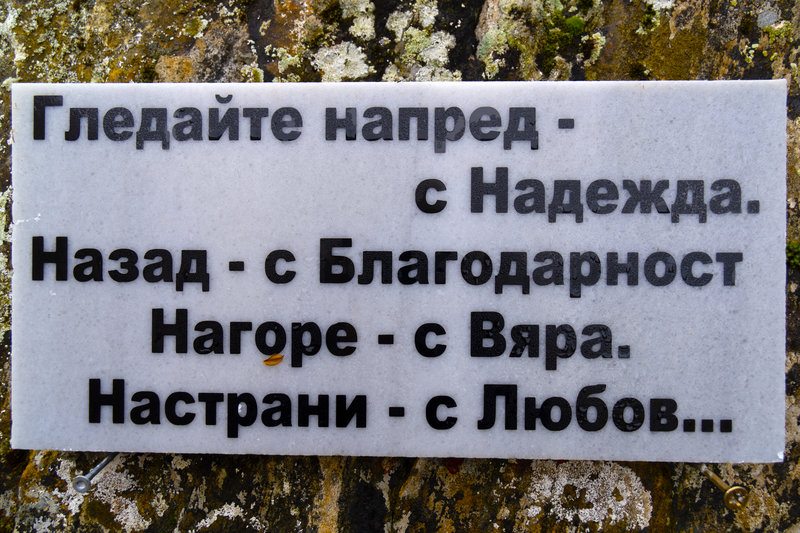 Гледайте напред -
с Надежда.
Назад - с Благодарност
Нагоре - с Вяра.
Настрани - с Любов...